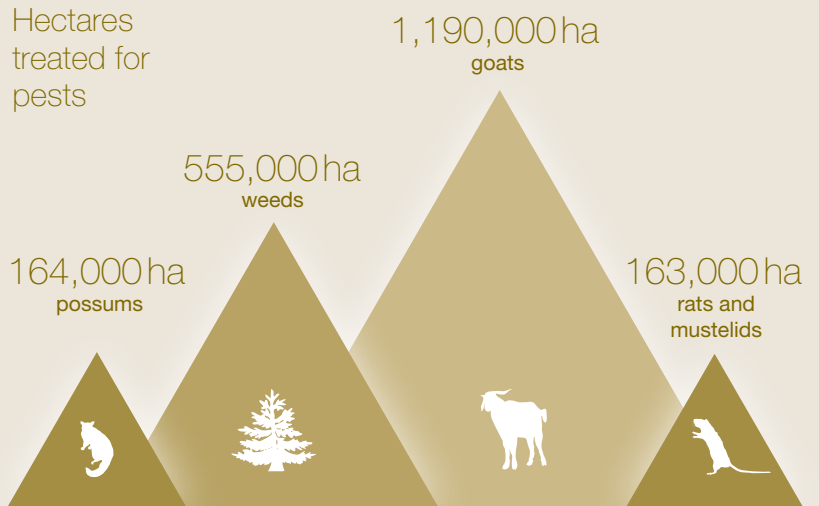 Hectares
treated for
pests
1,190,000 ha
goats
555,000 ha
weeds
164,000 ha
possums
163,000 ha
rats and
mustelids